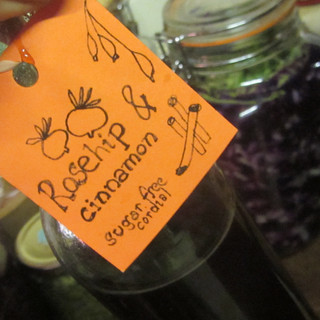 Rosehip &
cinnamon
sugar free
cordial